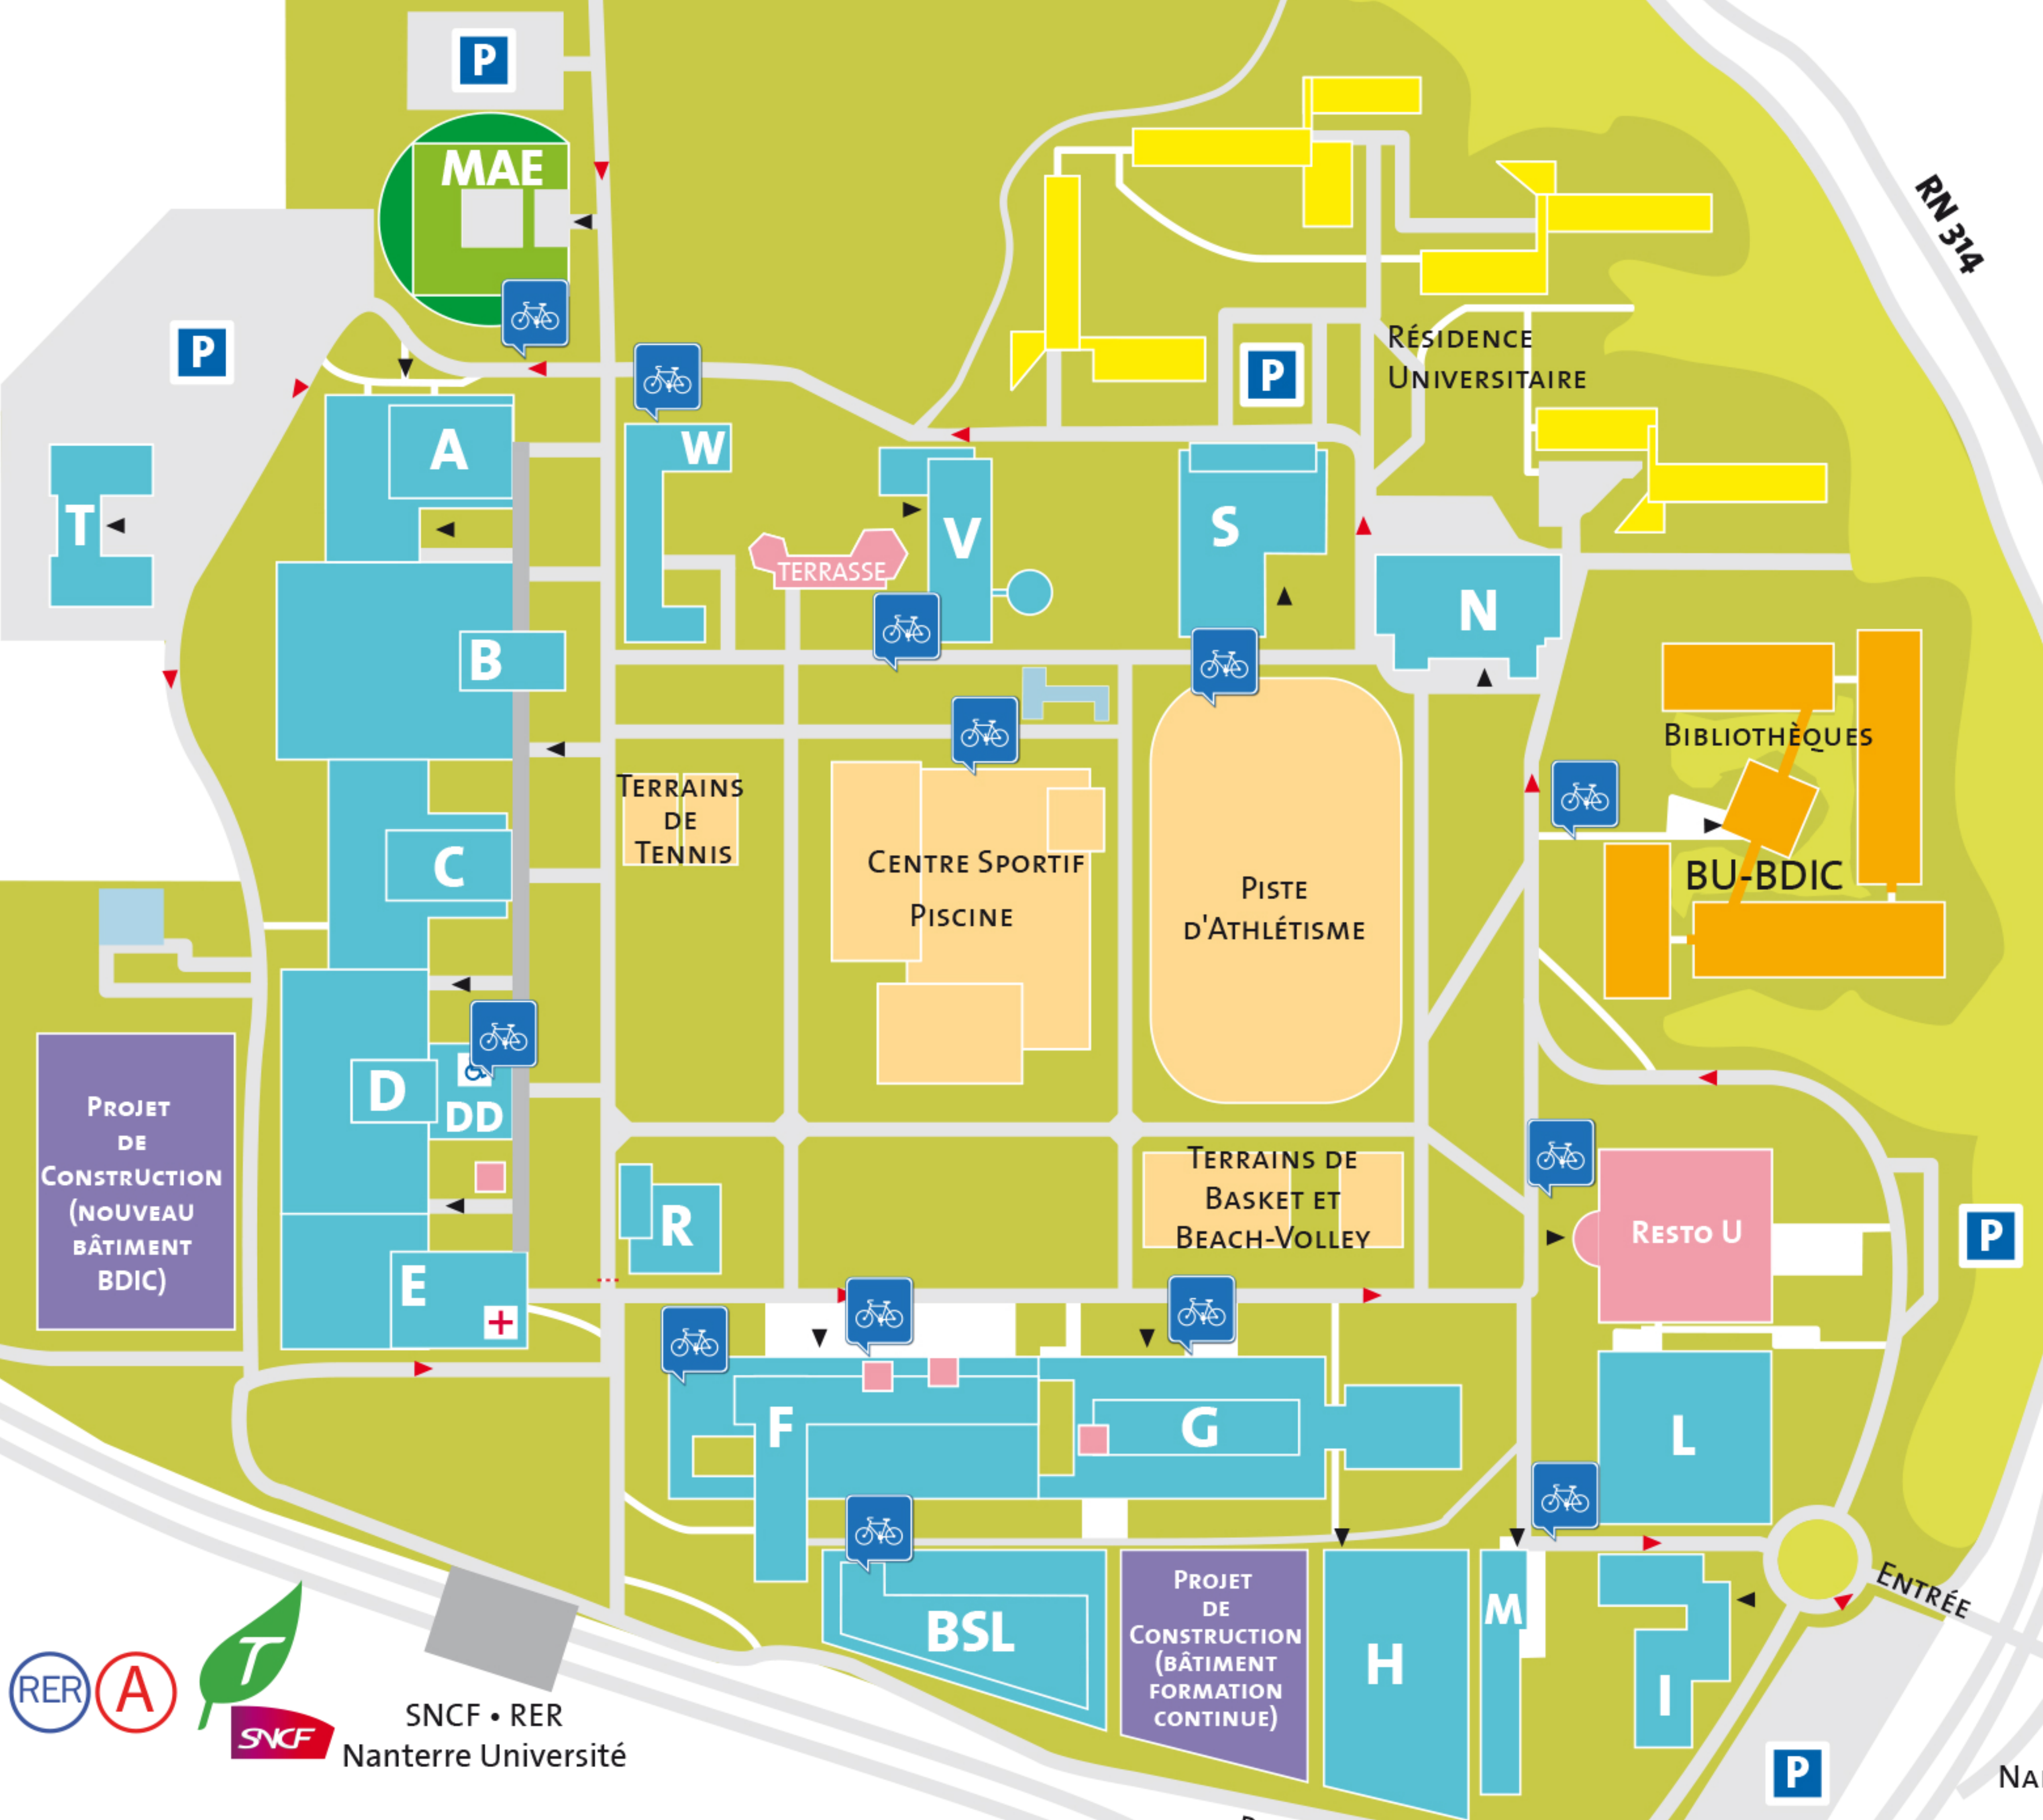 P
MAE
RN 314
P
P
RÉSIDENCE
UNIVERSITAIRE
A
W
T
V
S
TERRASSE
N
B
BIBLIOTHÈQUES
TERRAINS
DE
TENNIS
C
CENTRE SPORTIF
PISCINE
PISTE
D'ATHLÉTISME
BU-BDIC
D
DD
PROJET
DE
CONSTRUCTION
(NOUVEAU
BÂTIMENT
BDIC)
TERRAINS DE
BASKET ET
BEACH-VOLLEY
R
RESTO U
P
E
F
G
L
ENTRÉE
BSL
PROJET
DE
CONSTRUCTION
(BÂTIMENT
FORMATION
CONTINUE)
H
M
I
RER A T
SNCF
SNCF • RER
Nanterre Université
P